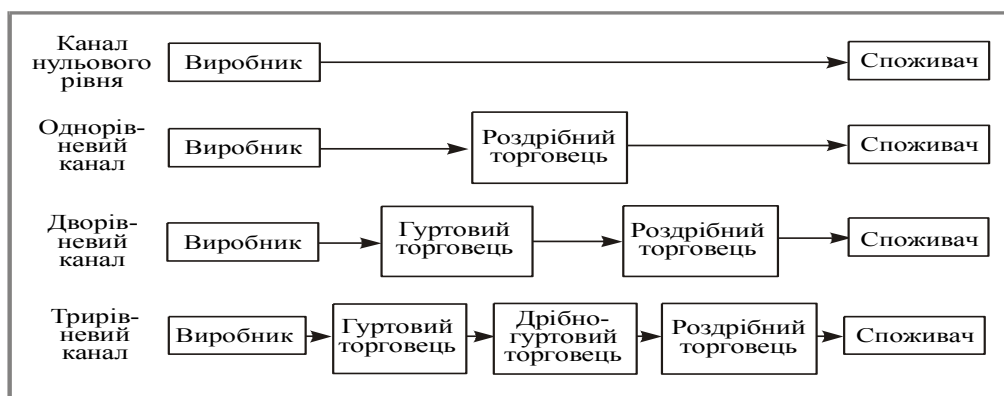 Канал
нульового
рівня
Виробник
Споживач
Однорів-
невий
канал
Виробник
Роздрібний
торговець
Споживач
Дворів-
невий
канал
Виробник
Гуртовий
торговець
Роздрібний
торговець
Споживач
Трирів-
невий
канал
Виробник
Гуртовий
торговець
Дрібно-
гуртовий
торговець
Роздрібний
торговець
Споживач